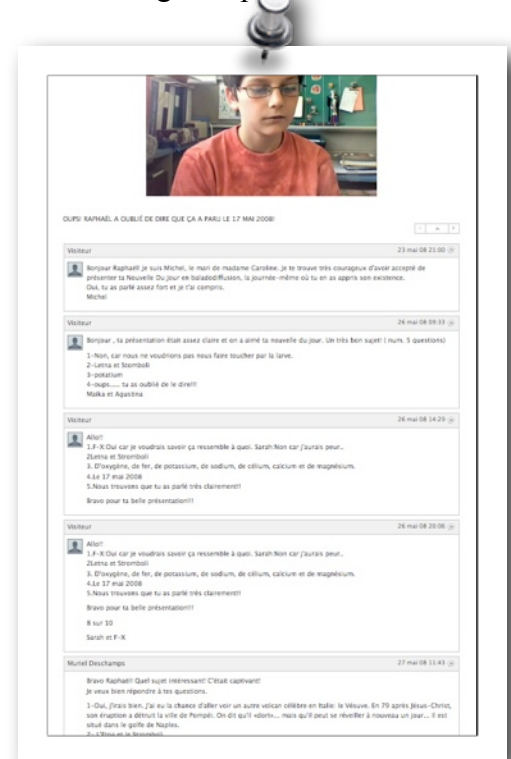 OUPS! RAPHAËL A OUBLIÉ DE DIRE QUE ÇA A PARU LE 17 MAI 2008!
Visiteur 23 mai 08 21:00
Bonjour Raphaël! Je suis Michel, le mari de madame Caroline. Je te trouve très courageux d'avoir accepté de
présenter ta Nouvelle Du Jour en baladodiffusion, la journée-même où tu en as appris son existence.
Oui, tu as parlé assez fort et je t'ai compris.
Michel
Visiteur 26 mai 08 09:33
Bonjour , ta présentation était assez claire et on a aimé ta nouvelle du jour. Un très bon sujet! ( num. 5 questions)
1-Non, car nous ne voudrions pas nous faire toucher par la larve.
2-Letna et Stomboli
3-potatium
4-oups..... tu as oublié de le dire!!!
Maika et Agustina
Visiteur 26 mai 08 14:29
Allo!!
1.F-X:Oui car je voudrais savoir ça ressemble à quoi. Sarah:Non car j'aurais peur..
2Letna et Stromboli
3. D'oxygène, de fer, de potassium, de sodium, de célium, calcium et de magnésium.
4.Le 17 mai 2008
5.Nous trouvons que tu as parlé très clairement!!
Bravo pour ta belle présentation!!!
Visiteur 26 mai 08 20:06
Allo!!
1.F-X:Oui car je voudrais savoir ça ressemble à quoi. Sarah:Non car j'aurais peur..
2Letna et Stromboli
3. D'oxygène, de fer, de potassium, de sodium, de célium, calcium et de magnésium.
4.Le 17 mai 2008
5.Nous trouvons que tu as parlé très clairement!!
Bravo pour ta belle présentation!!!
8 sur 10
Sarah et F-X
Muriel Deschamps 27 mai 08 11:43
Bravo Raphaël! Quel sujet intéressant! C'était captivant!
Je veux bien répondre à tes questions.
1-Oui, j'irais bien. J'ai eu la chance d'aller voir un autre volcan célèbre en Italie: le Vésuve. En 79 après Jésus-Christ,
son éruption a détruit la ville de Pompéi. On dit qu'il «dort»... mais qu'il peut se réveiller à nouveau un jour... Il est
situé dans le golfe de Naples.
2- L'Etna et le Stromboli